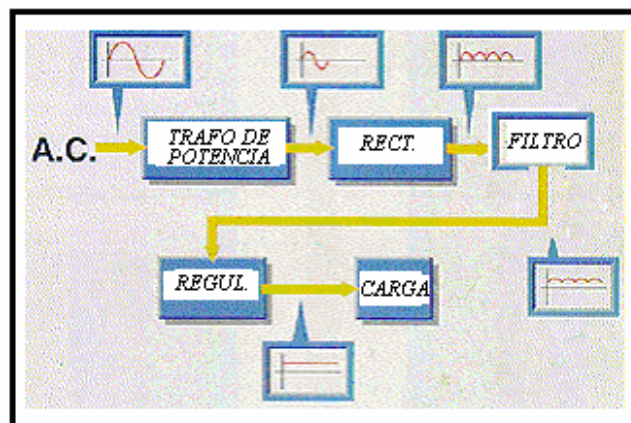 A.C.
TRAFO DE
POTENCIA
RECT.
FILTRO
REGUL.
CARGA